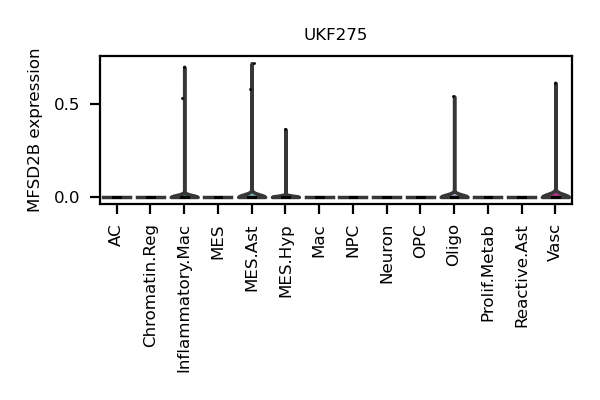 UKF275
MFSD2B expression
0.5
0.0
AC
Chromatin.Reg
Inflammatory.Mac
MES
MES.Ast
MES.Hyp
Mac
NPC
Neuron
OPC
Oligo
Prolif.Metab
Reactive.Ast
Vasc